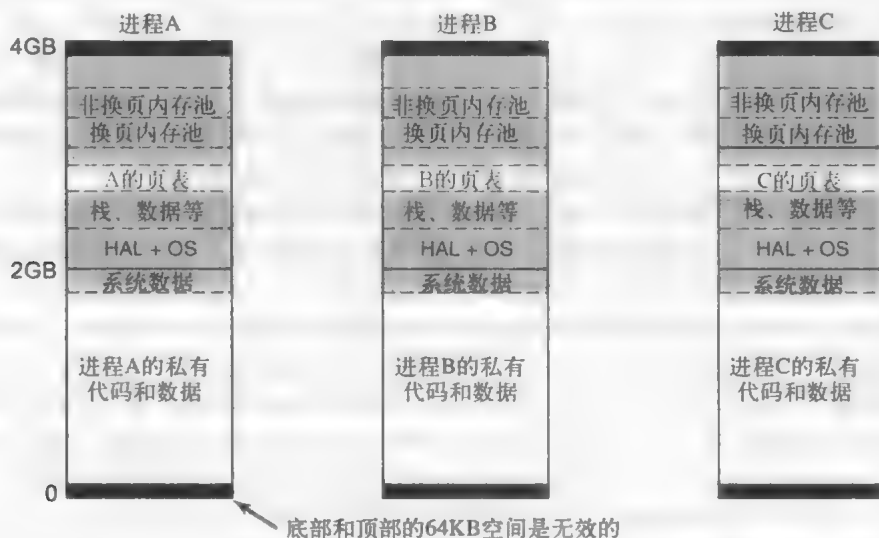 进程A
进程B
进程C
4GB
非换页内存池
换页内存池
A的页表
栈、数据等
HAL + OS
2GB
系统数据
进程A的私有
代码和数据
0
非换页内存池
换页内存池
B的页表
栈、数据等
HAL + OS
系统数据
进程B的私有
代码和数据
非换页内存池
换页内存池
C的页表
栈、数据等
HAL + OS
系统数据
进程C的私有
代码和数据
底部和顶部的64KB空间是无效的